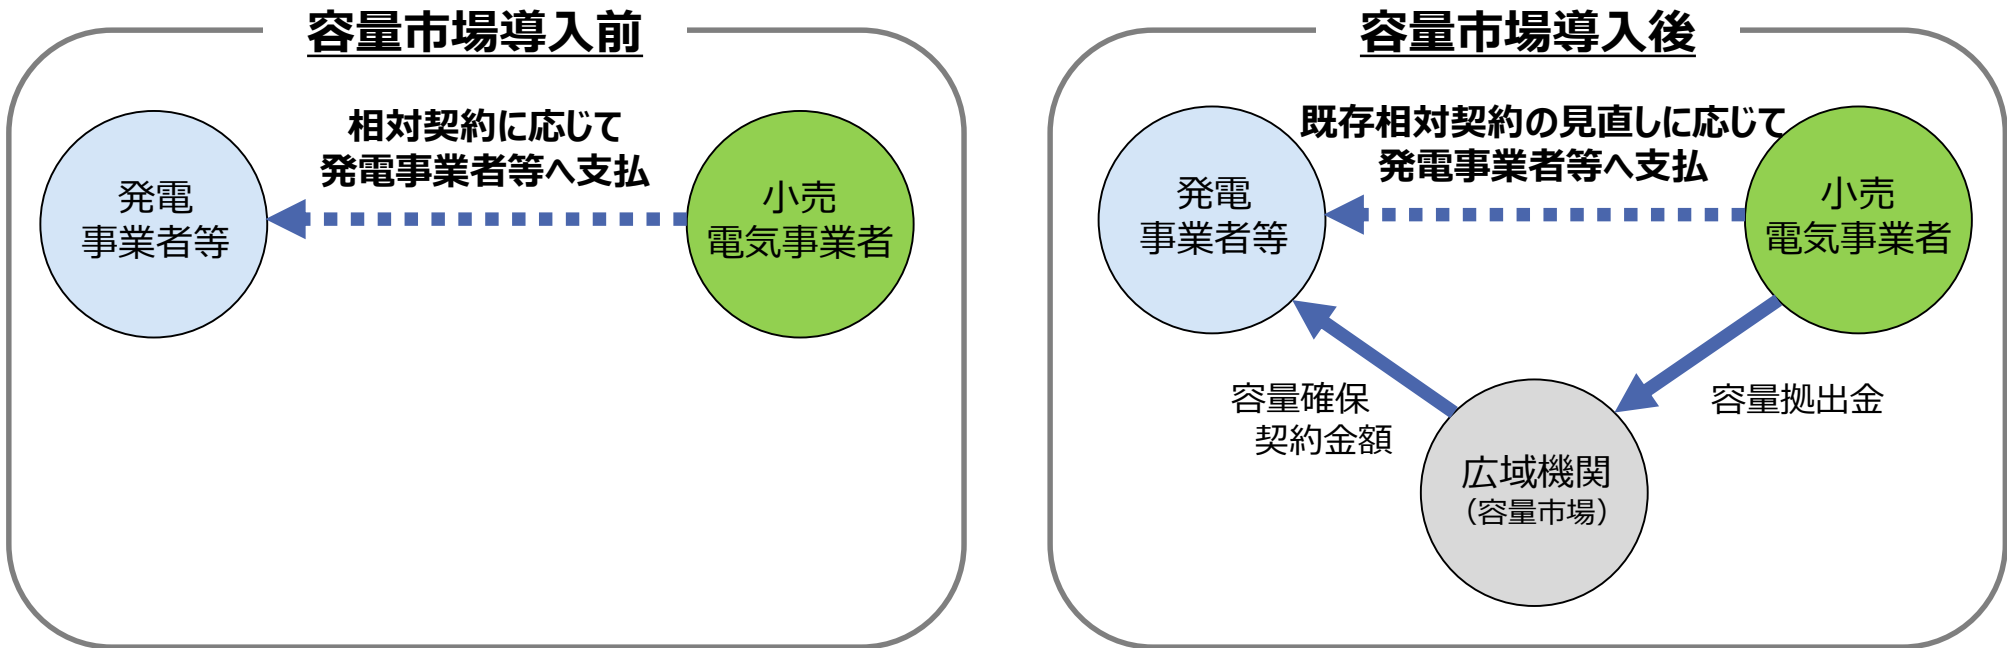 容量市場導入前
相対契約に応じて
発電事業者等へ支払
発電
事業者等
小売
電気事業者
容量市場導入後
既存相対契約の見直しに応じて
発電事業者等へ支払
発電
事業者等
小売
電気事業者
容量確保
契約金額
容量拠出金
広域機関
（容量市場）